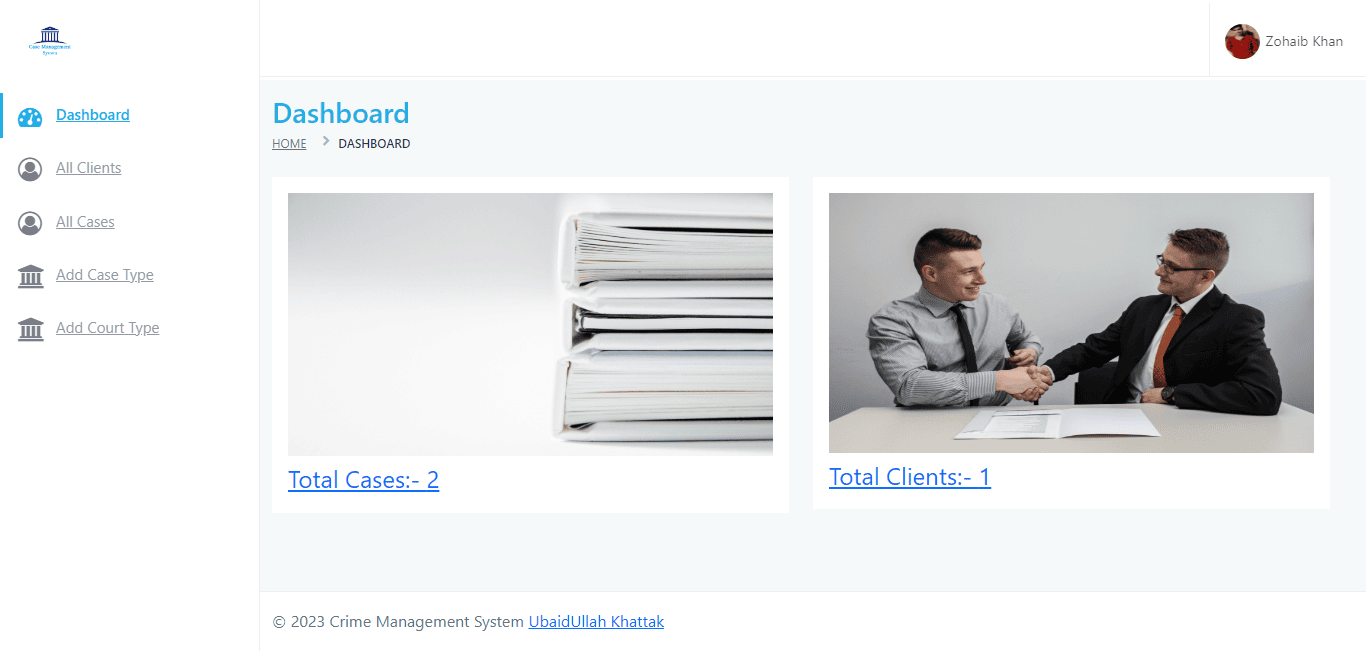 Case Management
System
Zohaib Khan
Dashboard
All Clients
All Cases
Add Case Type
Add Court Type
Dashboard
HOME > DASHBOARD
Total Cases:- 2
Total Clients:- 1
© 2023 Crime Management System UbaidUllah Khattak